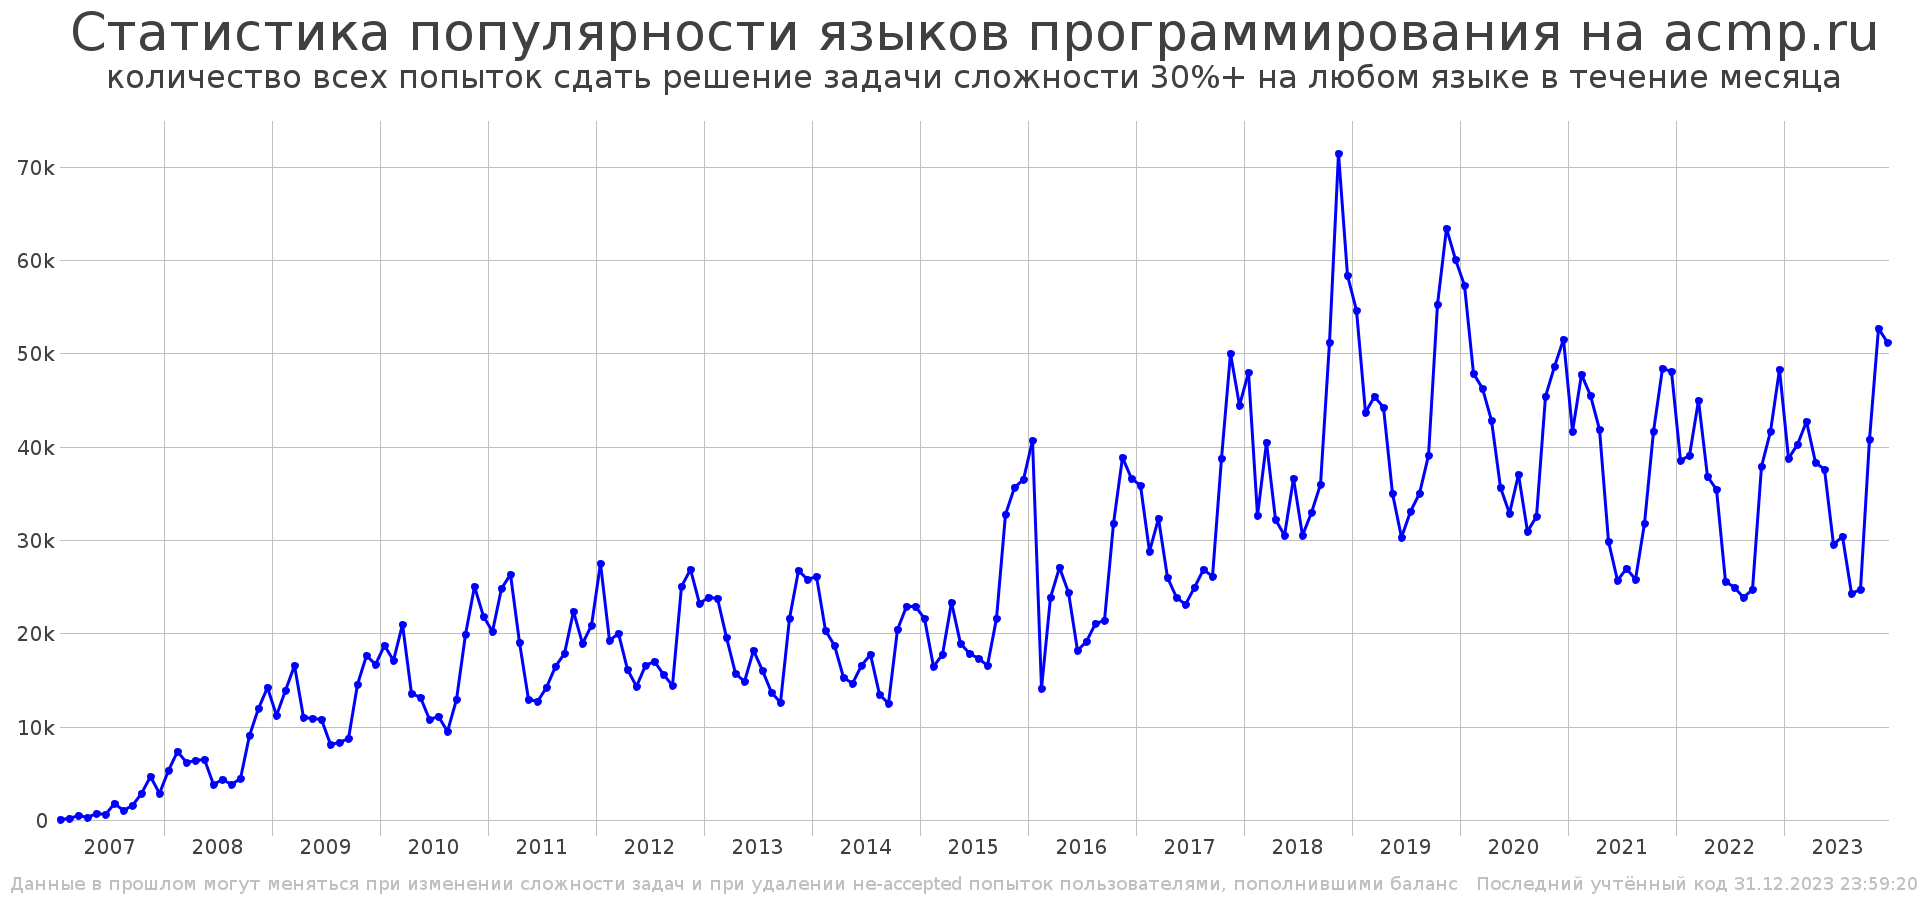 Статистика популярности языков программирования на acmp.ru
количество всех попыток сдать решение задачи сложности 30%+ на любом языке в течение месяца
70k
60k
50k
40k
30k
20k
10k
0
2007 2008 2009 2010 2011 2012 2013 2014 2015 2016 2017 2018 2019 2020 2021 2022 2023
Данные в прошлом могут меняться при изменении сложности задач и при удалении не-accepted попыток пользователями, пополнившими баланс Последний учтённый код 31.12.2023 23:59:20